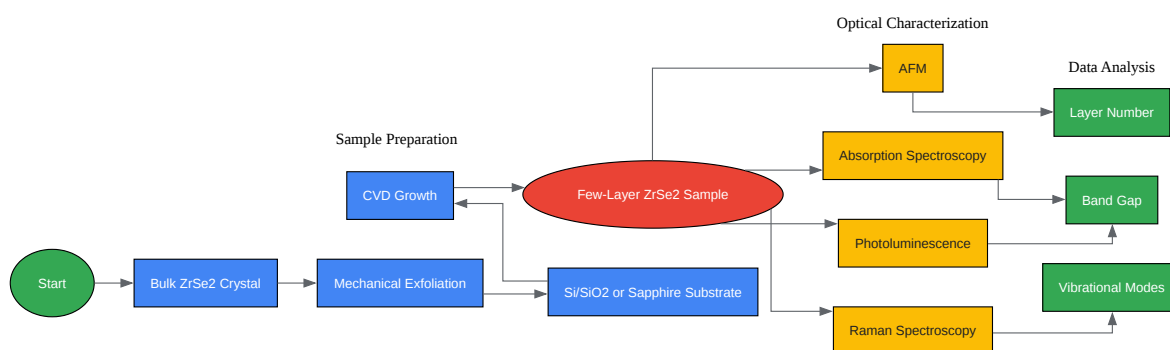 Optical Characterization
AFM
Data Analysis
Layer Number
Sample Preparation
Absorption Spectroscopy
CVD Growth
Few-Layer ZrSe2 Sample
Band Gap
Photoluminescence
Start
Bulk ZrSe2 Crystal
Mechanical Exfoliation
Si/SiO2 or Sapphire Substrate
Vibrational Modes
Raman Spectroscopy